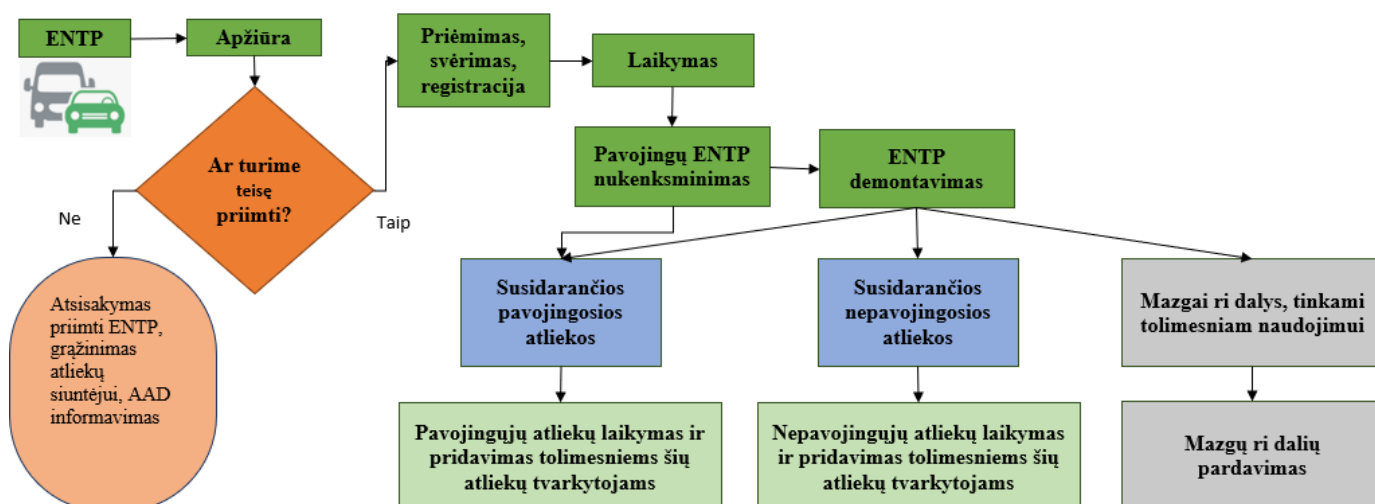 ENTP
Apžiūra
Priėmimas,
svėrimas,
registracija
Laikymas
Ar turime
teisę
priimti?
Ne
Taip
Pavojingų ENTP
nukenksminimas
ENTP
demontavimas
Atsisakymas
priimti ENTP,
grąžinimas
atliekų
siuntėjui, AAD
informavimas
Susidarančios
pavojingosios
atliekos
Susidarančios
nepavojingosios
atliekos
Mazgai ri dalys, tinkami
tolimesniam naudojimui
Pavojingųjų atliekų laikymas ir
pridavimas tolimesniems šių
atliekų tvarkytojams
Nepavojingųjų atliekų laikymas
ir pridavimas tolimesniems šių
atliekų tvarkytojams
Mazgų ri dalių
pardavimas